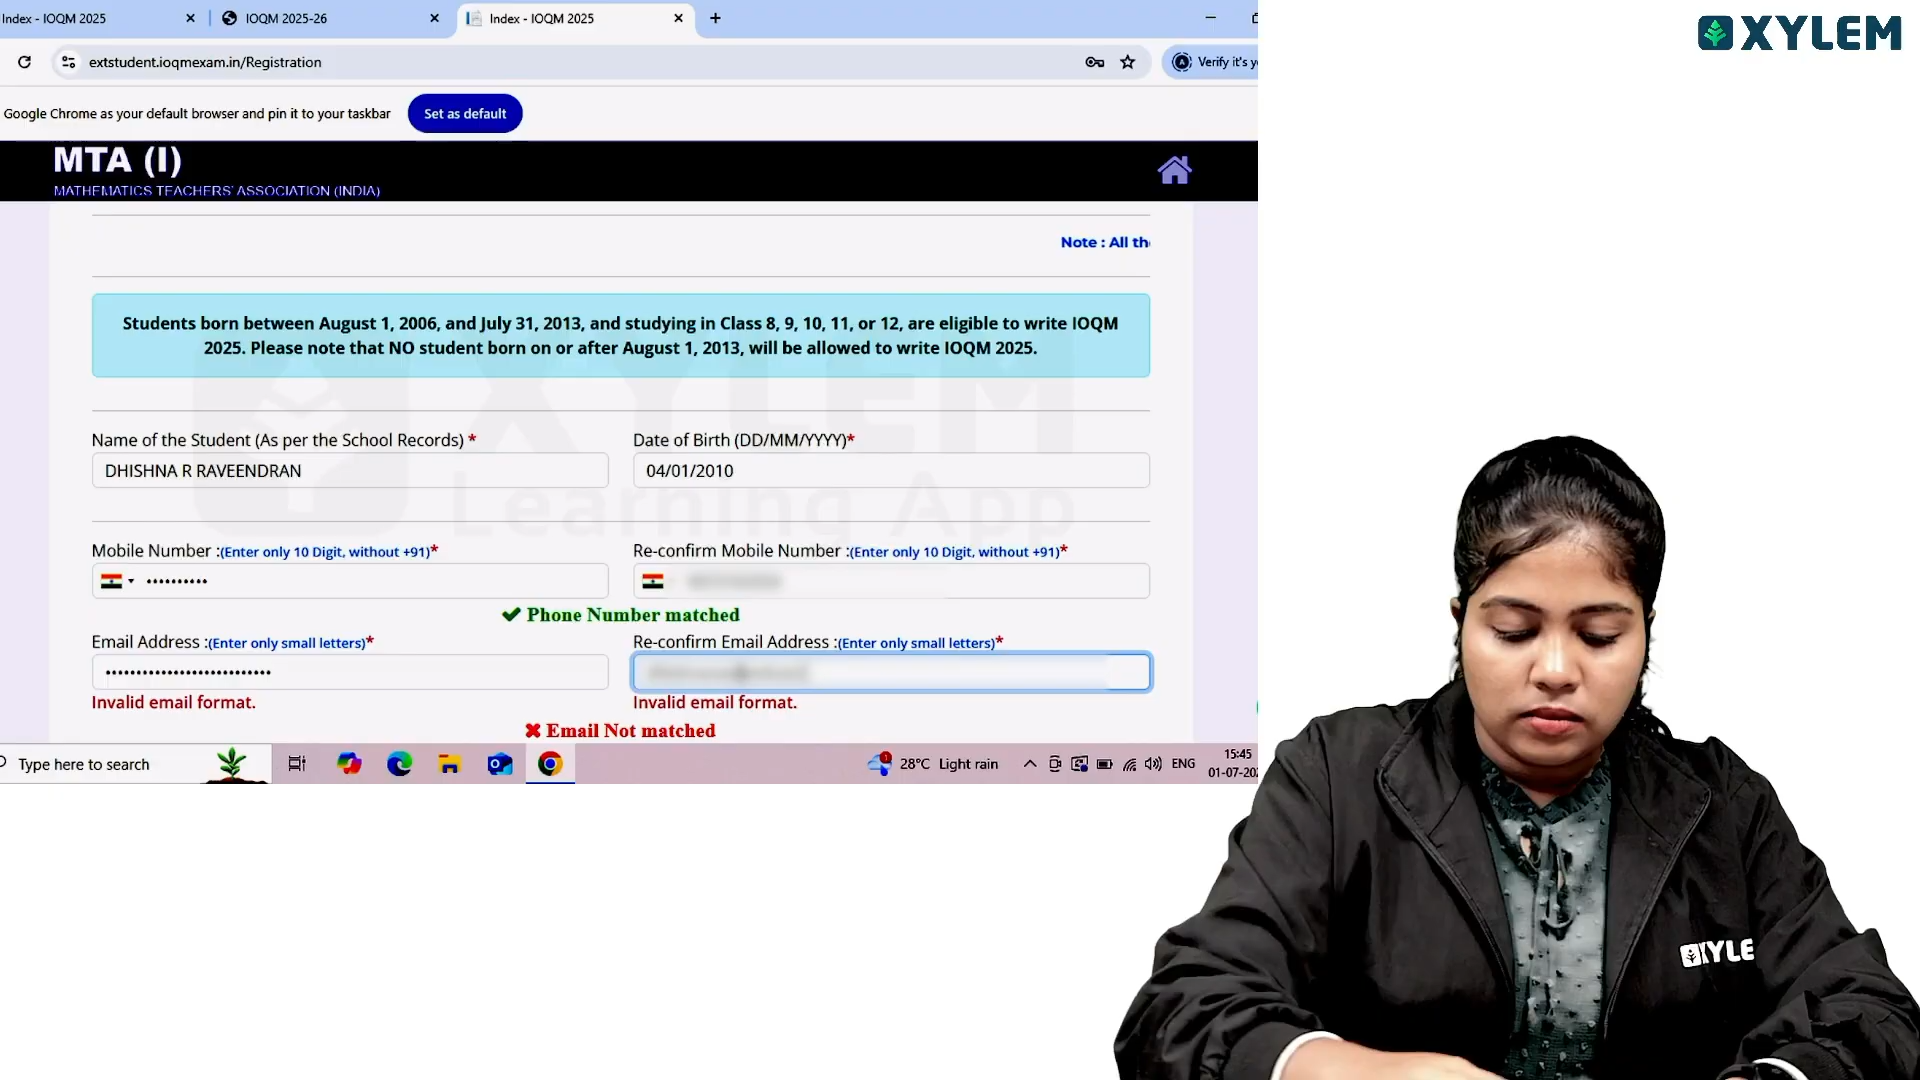 Index - IOQM 2025
IOQM 2025-26
Index - IOQM 2025
XYLEM
extstudent.ioqmexam.in/Registration
Verify it's y
Google Chrome as your default browser and pin it to your taskbar
Set as default
MTA (I)
MATHEMATICS TEACHERS' ASSOCIATION (INDIA)
Note : All th
Students born between August 1, 2006, and July 31, 2013, and studying in Class 8, 9, 10, 11, or 12, are eligible to write IOQM
2025. Please note that NO student born on or after August 1, 2013, will be allowed to write IOQM 2025.
XYLEM
Learning App
Name of the Student (As per the School Records) *
Date of Birth (DD/MM/YYYY)*
DHISHNA R RAVEENDRAN
04/01/2010
Mobile Number :(Enter only 10 Digit, without +91)*
Re-confirm Mobile Number :(Enter only 10 Digit, without +91)*
••••••••••
Phone Number matched
Email Address :(Enter only small letters)*
Re-confirm Email Address :(Enter only small letters)*
Invalid email format.
Invalid email format.
Email Not matched
Type here to search
28°C Light rain
ENG
15:45
01-07-202
XYLE